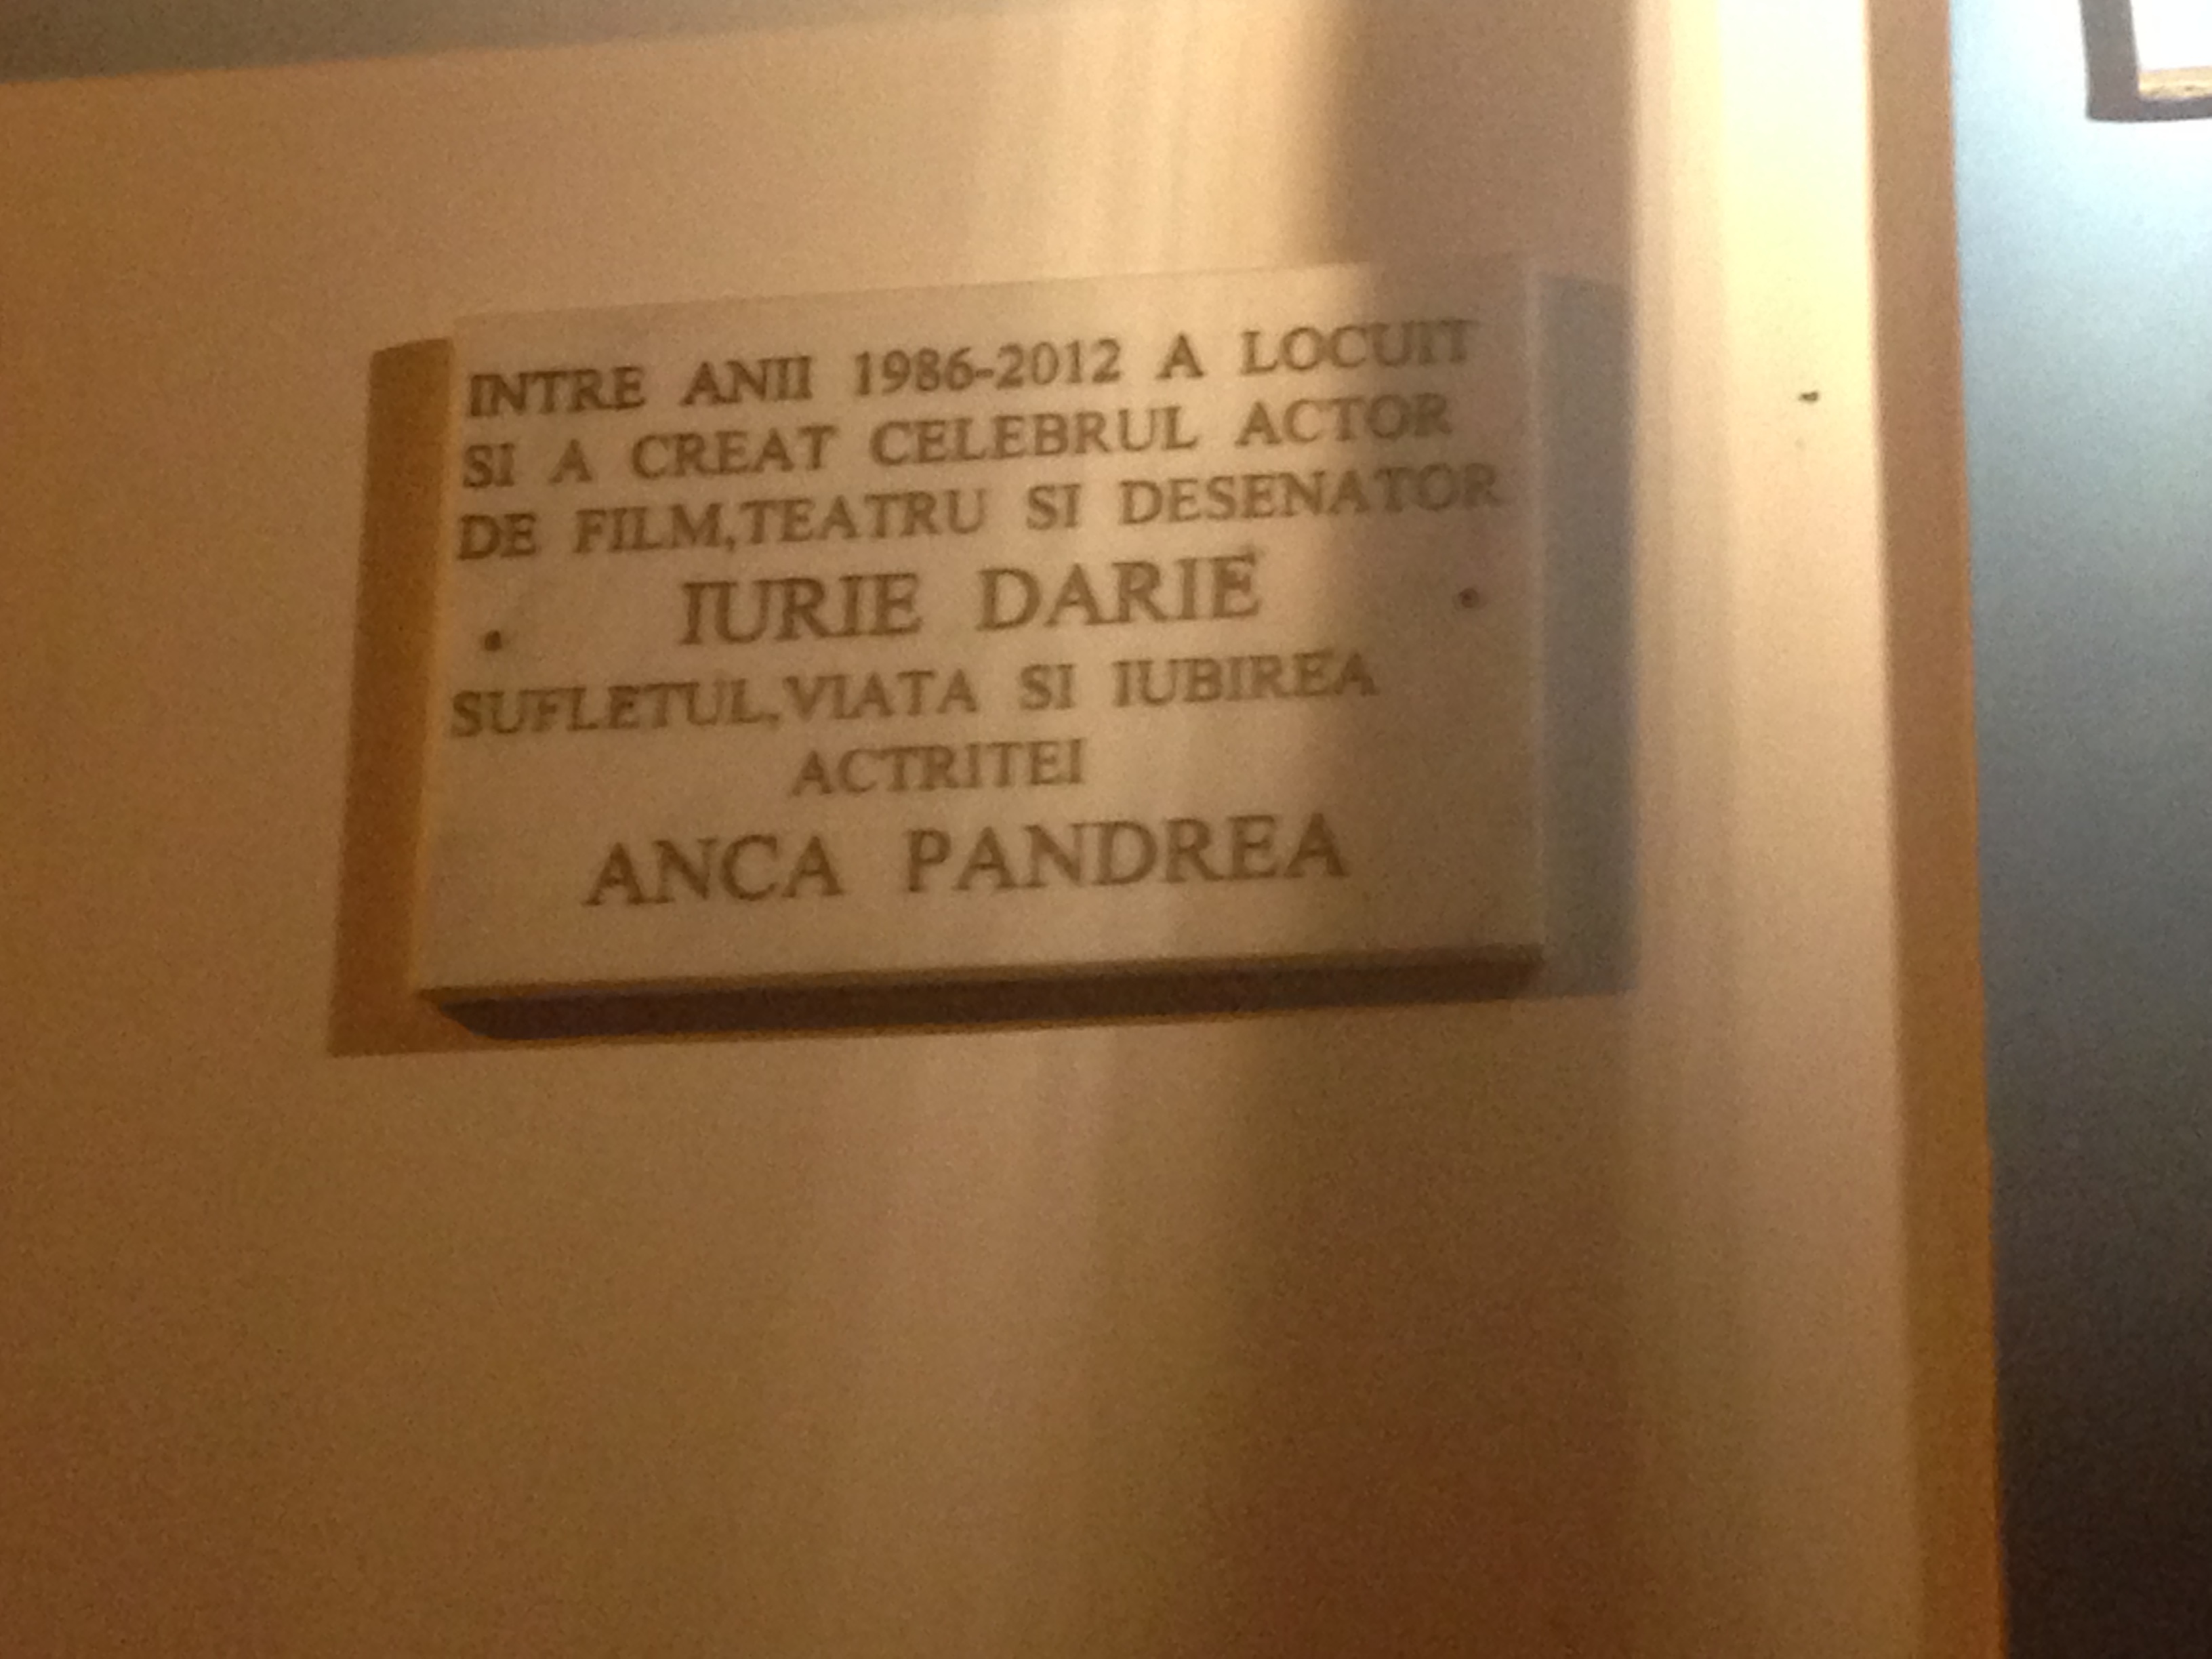 INTRE ANII 1986-2012 A LOCUIT
SI A CREAT CELEBRUL ACTOR
DE FILM,TEATRU SI DESENATOR
IURIE DARIE
SUFLETUL,VIATA SI IUBIREA
ACTRITEI
ANCA PANDREA